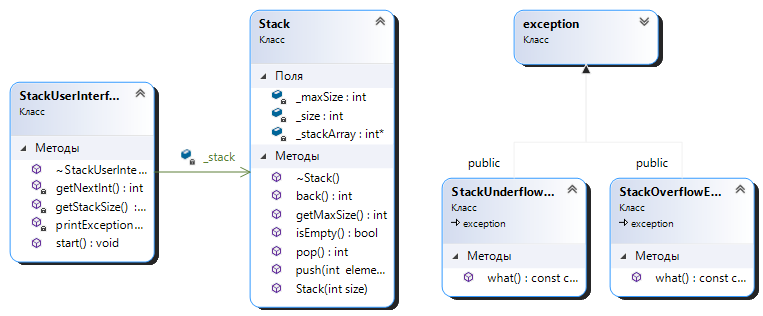 StackUserInterf...
Класс
Методы
~StackUserInte...
getNextInt() : int
getStackSize() :...
printException...
start() : void
_stack
Stack
Класс
Поля
_maxSize : int
_size : int
_stackArray : int*
Методы
~Stack()
back() : int
getMaxSize() : int
isEmpty() : bool
pop() : int
push(int eleme...
Stack(int size)
exception
Класс
public
public
StackUnderflow...
Класс
exception
Методы
what() : const c...
StackOverflowE...
Класс
exception
Методы
what() : const c...